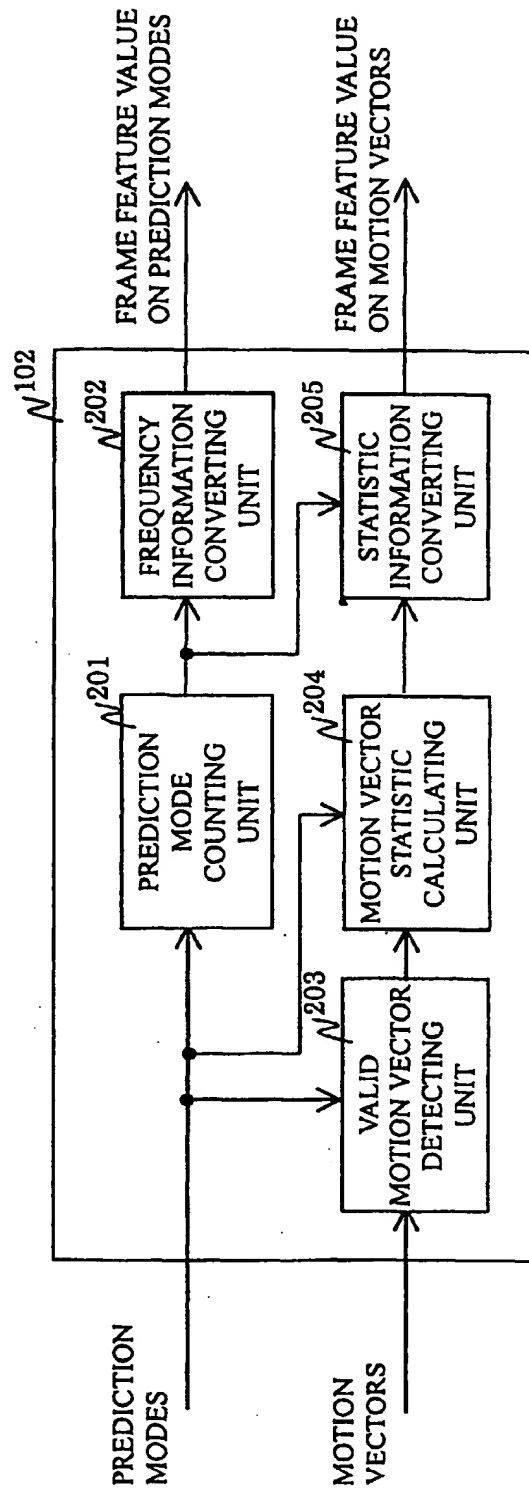 PREDICTION
MODES
MOTION
VECTORS
102
201
PREDICTION
MODE
COUNTING
UNIT
202
FREQUENCY
INFORMATION
CONVERTING
UNIT
203
VALID
MOTION VECTOR
DETECTING
UNIT
204
MOTION VECTOR
STATISTIC
CALCULATING
UNIT
205
STATISTIC
INFORMATION
CONVERTING
UNIT
FRAME FEATURE VALUE
ON PREDICTION MODES
FRAME FEATURE VALUE
ON MOTION VECTORS